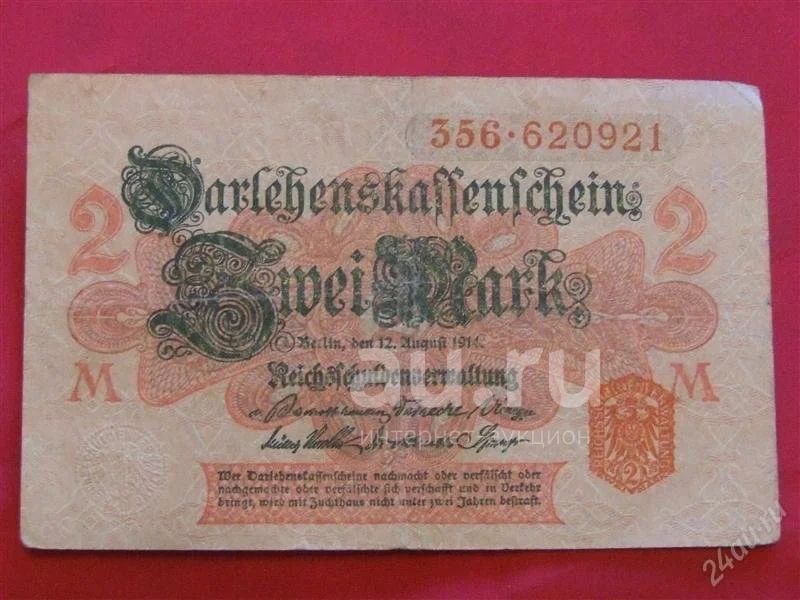 356·620921
Darlehenskassenschein
2 2
Zwei Mark
Berlin, den 12. August 1914.
Reichsschuldenverwaltung
M M
au.ru
аукцион
2
Wer Darlehenskassenscheine nachmacht oder verfälscht oder
nachgemachte oder verfälschte sich verschafft und in Verkehr
bringt, wird mit Zuchthaus nicht unter zwei Jahren bestraft.
24au.ru